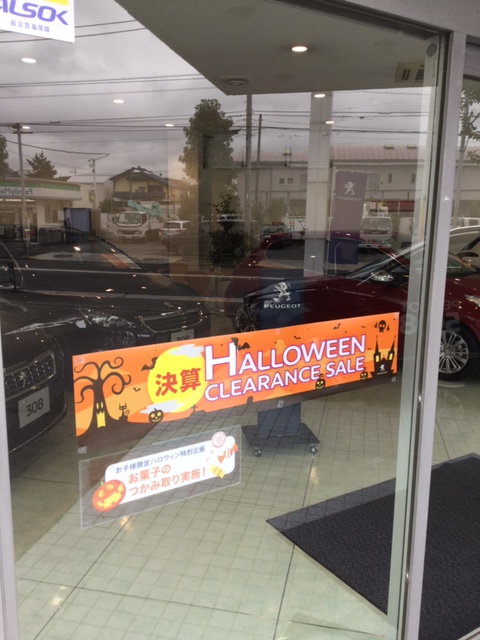 ALSOK
PEUGEOT
決算 HALLOWEEN
CLEARANCE SALE
308
お子様限定ハロウィン特別企画
お菓子の
つかみ取り実施！